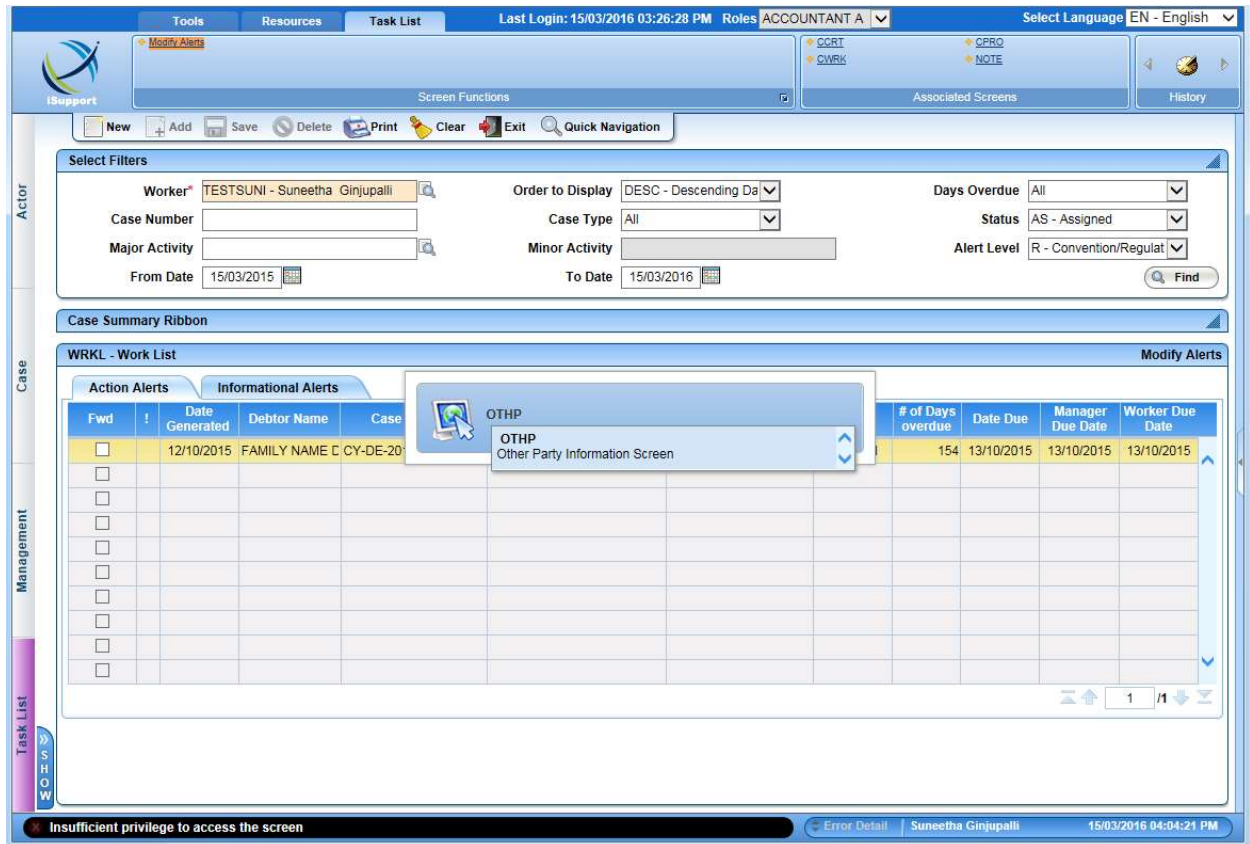 Tools Resources Task List Last Login: 15/03/2016 03:26:28 PM Roles ACCOUNTANT A Select Language EN - English
Modify Alerts CCRT CPRO
CWRK NOTE
iSupport Screen Functions Associated Screens History
New Add Save Delete Print Clear Exit Quick Navigation
Select Filters
Worker* TESTSUNI - Suneetha Ginjupalli Order to Display DESC - Descending Da Days Overdue All
Case Number Case Type All Status AS - Assigned
Major Activity Minor Activity Alert Level R - Convention/Regulat
From Date 15/03/2015 To Date 15/03/2016 Find
Case Summary Ribbon
WRKL - Work List Modify Alerts
Action Alerts Informational Alerts
Fwd ! Date Generated Debtor Name Case OTHP # of Days overdue Date Due Manager Due Date Worker Due Date
OTHP
Other Party Information Screen
12/10/2015 FAMILY NAME D CY-DE-20 154 13/10/2015 13/10/2015 13/10/2015
1 /1
Actor
Case
Management
Task List
SHOW
Insufficient privilege to access the screen Error Detail Suneetha Ginjupalli 15/03/2016 04:04:21 PM